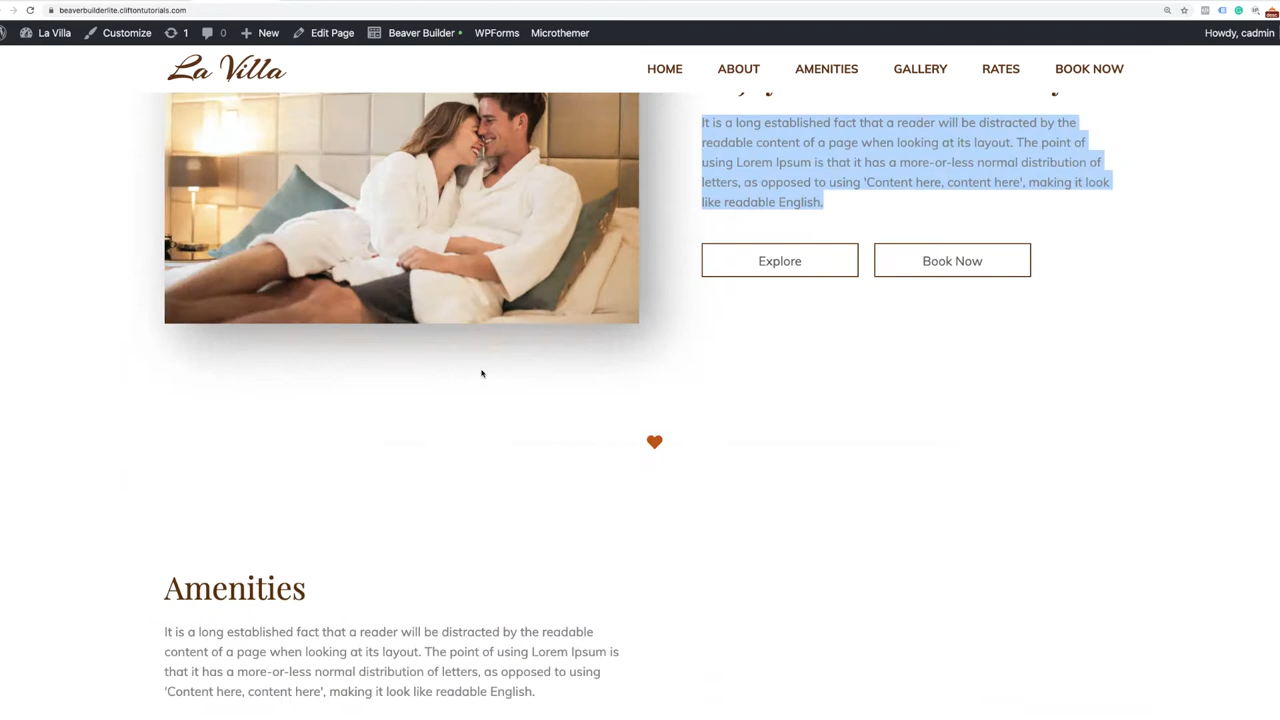 beaverbuilderlite.cliftontutorials.com
La Villa Customize 1 0 New Edit Page Beaver Builder WPForms Microthemer Howdy, cadmin
La Villa HOME ABOUT AMENITIES GALLERY RATES BOOK NOW
It is a long established fact that a reader will be distracted by the
readable content of a page when looking at its layout. The point of
using Lorem Ipsum is that it has a more-or-less normal distribution of
letters, as opposed to using 'Content here, content here', making it look
like readable English.
Explore Book Now
Amenities
It is a long established fact that a reader will be distracted by the readable
content of a page when looking at its layout. The point of using Lorem Ipsum is
that it has a more-or-less normal distribution of letters, as opposed to using
'Content here, content here', making it look like readable English.